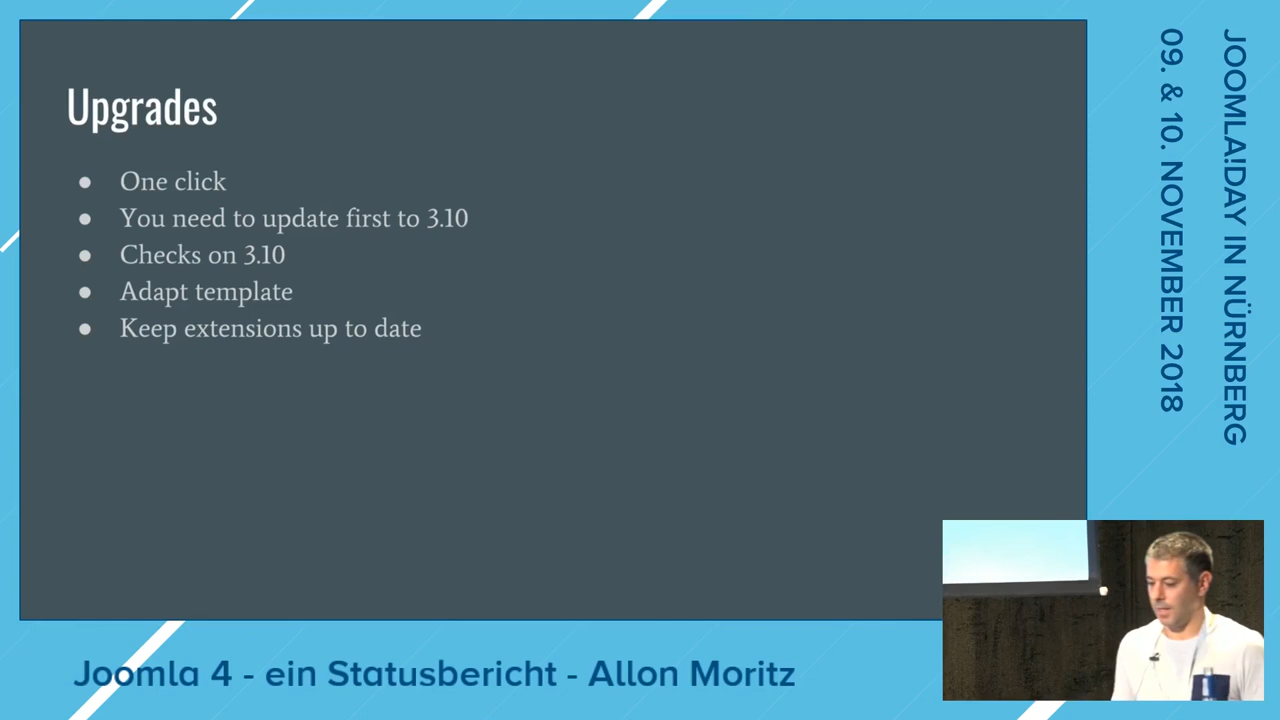 Upgrades
● One click
● You need to update first to 3.10
● Checks on 3.10
● Adapt template
● Keep extensions up to date
JOOMLA!DAY IN NÜRNBERG
09. & 10. NOVEMBER 2018
Joomla 4 - ein Statusbericht - Allon Moritz